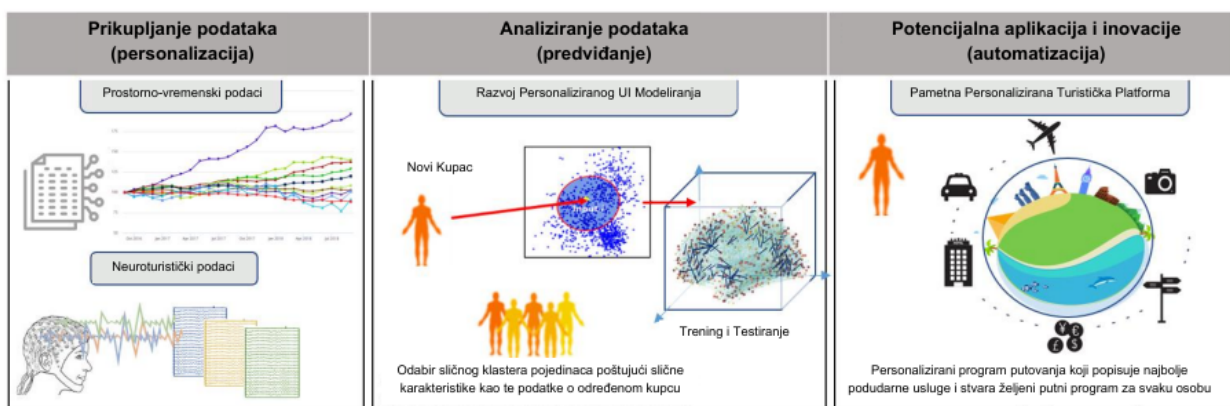 Prikupljanje podataka
(personalizacija)
Analiziranje podataka
(predviđanje)
Potencijalna aplikacija i inovacije
(automatizacija)
Prostorno-vremenski podaci
Neuroturistički podaci
Razvoj Personaliziranog UI Modeliranja
Novi Kupac
Trening i Testiranje
Odabir sličnog klastera pojedinaca poštujući slične
karakteristike kao te podatke o određenom kupcu
Pametna Personalizirana Turistička Platforma
¥ £
£ $
Personalizirani program putovanja koji popisuje najbolje
podudarne usluge i stvara željeni putni program za svaku osobu